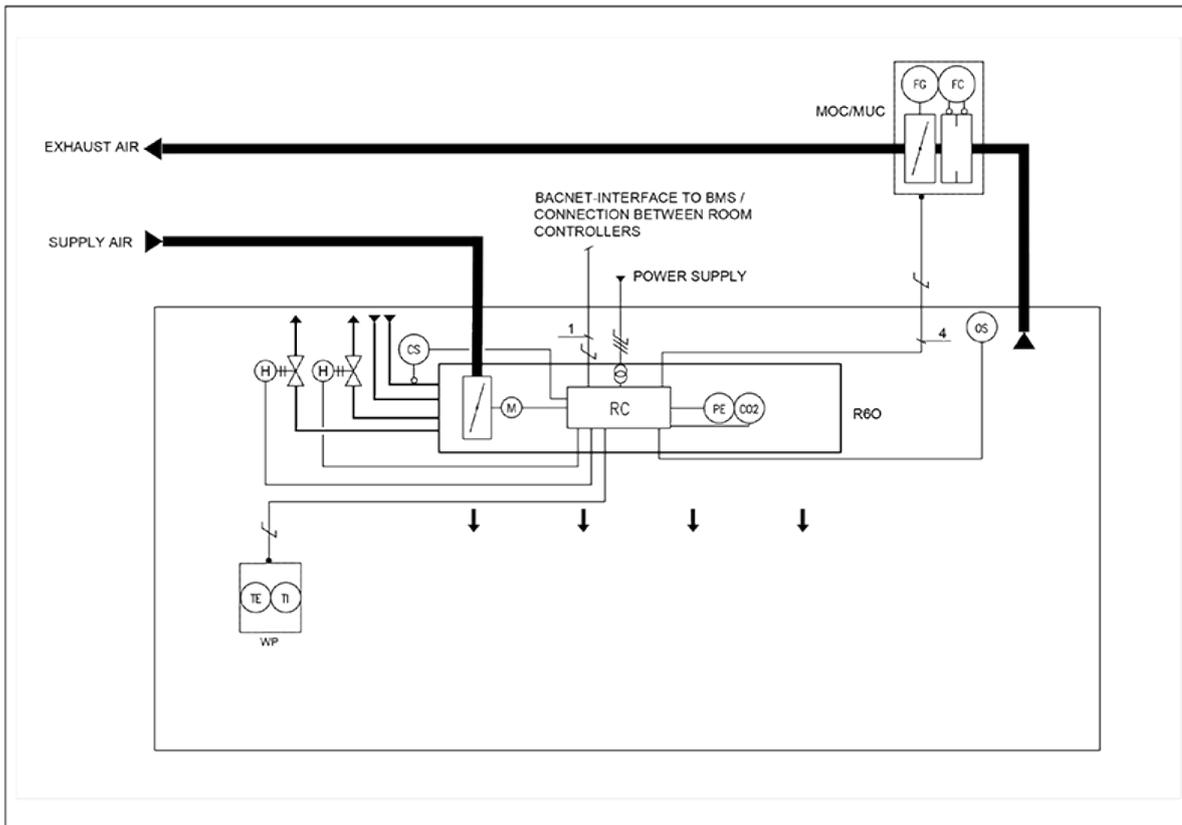 FG FC
MOC/MUC
EXHAUST AIR
BACNET-INTERFACE TO BMS /
CONNECTION BETWEEN ROOM
CONTROLLERS
SUPPLY AIR
POWER SUPPLY
1
4
OS
CS
H
H
M
RC
PE CO2
R6O
TE TI
WP